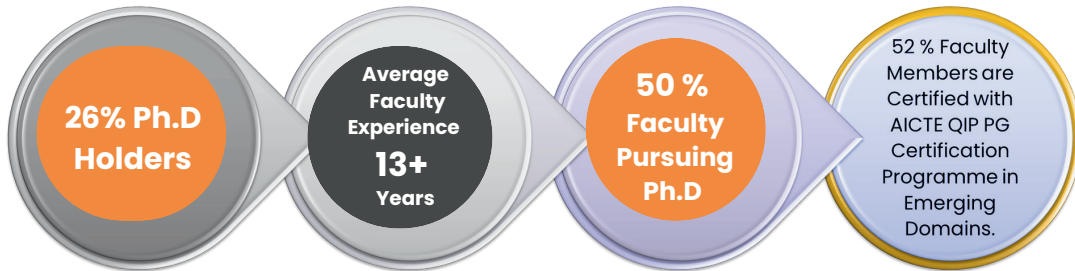 26% Ph.D
Holders
Average
Faculty
Experience
13+
Years
50 %
Faculty
Pursuing
Ph.D
52 % Faculty
Members are
Certified with
AICTE QIP PG
Certification
Programme in
Emerging
Domains.